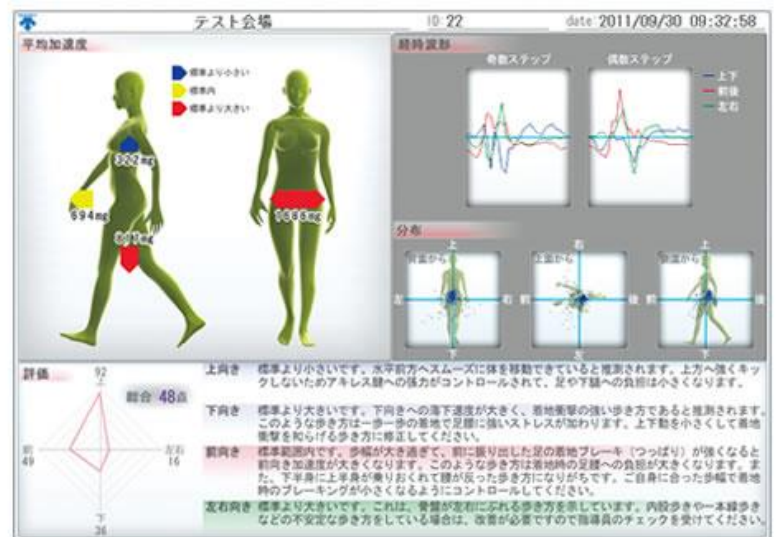 テスト会場 ID:22 date 2011/09/30 09:32:58
平均加速度
標準より小さい
標準内
標準より大きい
322mg
694mg
817mg
1686mg
経時波形
奇数ステップ 偶数ステップ
上下
前後
左右
分布
上
背面から
左 右
下
右
上面から
前 後
左
上
側面から
前 後
下
評価
92
上
総合 48点
前
49
左右
16
下
36
上向き 標準より小さいです。水平前方へスムーズに体を移動できていると推測されます。上方へ強くキッ
クしないためアキレス腱への張力がコントロールされて、足や下腿への負担は小さくなります。
下向き 標準より大きいです。下向きへの落下速度が大きく、着地衝撃の強い歩き方であると推測されます。
このような歩き方は一歩一歩の着地で足腰に強いストレスが加わります。上下動を小さくして着地
衝撃を和らげる歩き方に修正してください。
前向き 標準範囲内です。歩幅が大き過ぎて、前に振り出した足の着地ブレーキ（つっぱり）が強くなると
前向き加速度が大きくなります。このような歩き方は着地時の足腰への負担が大きくなります。ま
た、下半身に上半身が乗りおくれて腰が反った歩き方になりがちです。ご自身に合った歩幅で着地
時のブレーキングが小さくなるようにコントロールしてください。
左右向き 標準より大きいです。これは、骨盤が左右にぶれる歩き方を示しています。内股歩きや一本線歩き
などの不安定な歩き方をしている場合は、改善が必要ですので指導員のチェックを受けてください。